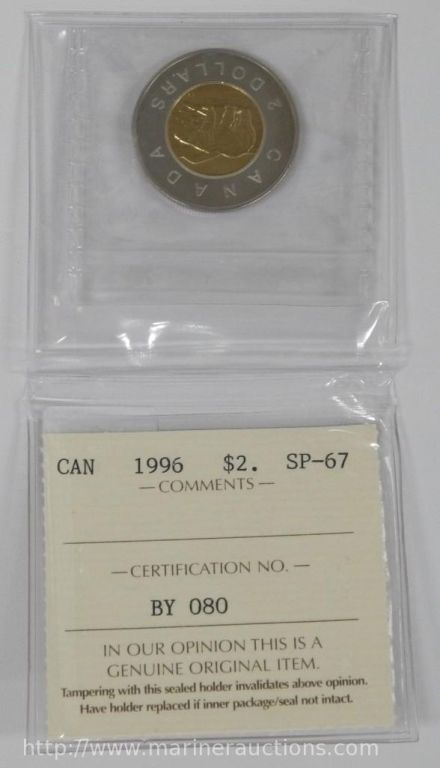 2 DOLLARS
CANADA
CAN 1996 $2. SP-67
— COMMENTS —
— CERTIFICATION NO. —
BY 080
IN OUR OPINION THIS IS A
GENUINE ORIGINAL ITEM.
Tampering with this sealed holder invalidates above opinion.
Have holder replaced if inner package/seal not intact.
http://www.marinerauctions.com